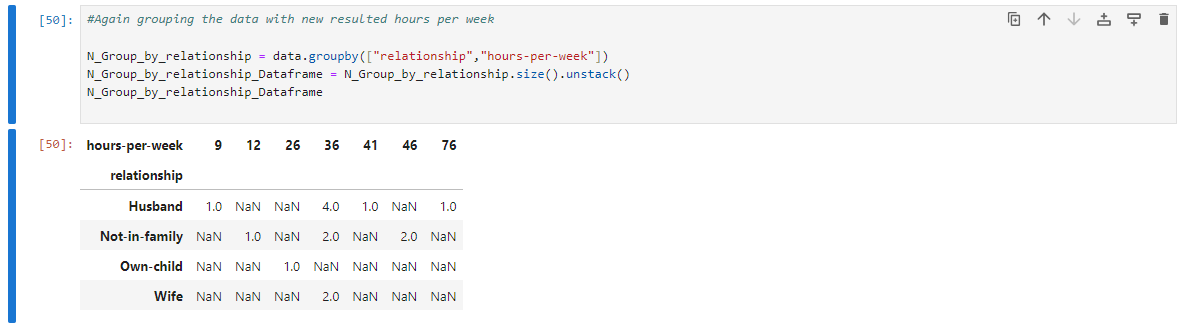 [50]: #Again grouping the data with new resulted hours per week
N_Group_by_relationship = data.groupby(["relationship","hours-per-week"])
N_Group_by_relationship_Dataframe = N_Group_by_relationship.size().unstack()
N_Group_by_relationship_Dataframe
[50]: hours-per-week 9 12 26 36 41 46 76
relationship
Husband 1.0 NaN NaN 4.0 1.0 NaN 1.0
Not-in-family NaN 1.0 NaN 2.0 NaN 2.0 NaN
Own-child NaN NaN 1.0 NaN NaN NaN NaN
Wife NaN NaN NaN 2.0 NaN NaN NaN